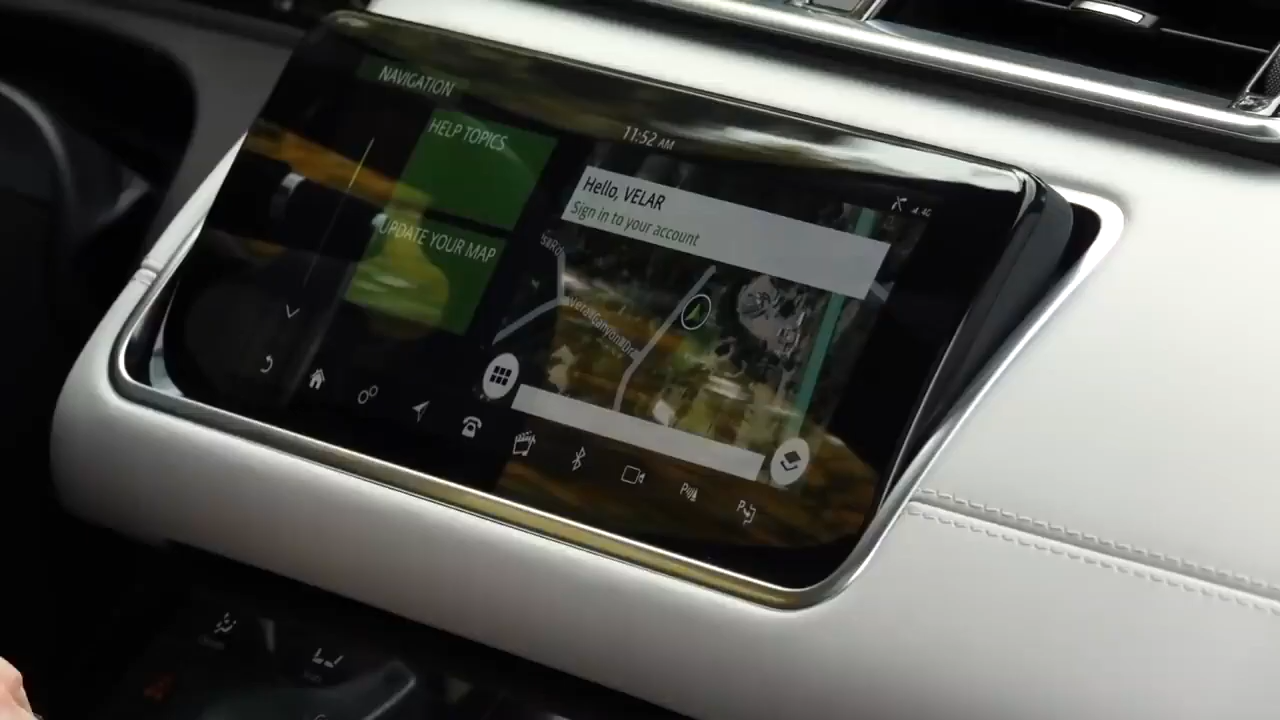 NAVIGATION
HELP TOPICS
UPDATE YOUR MAP
11:52 AM
Hello, VELAR
Sign in to your account